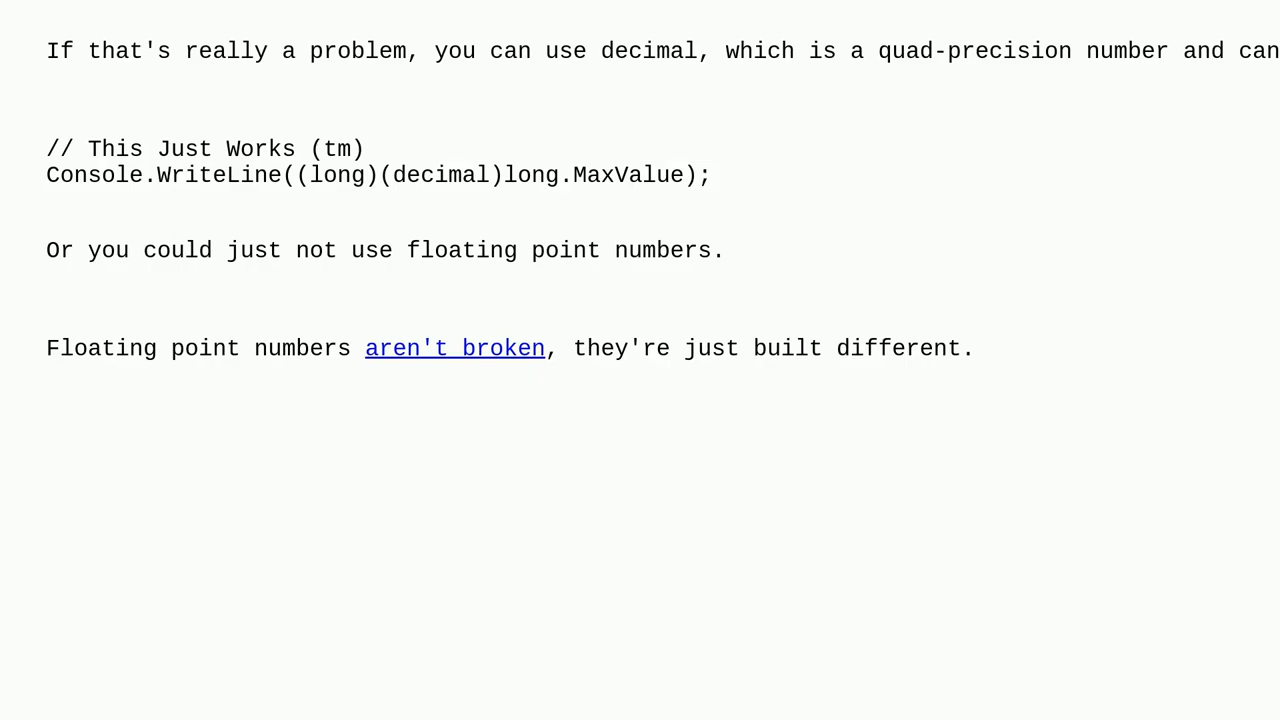 If that's really a problem, you can use decimal, which is a quad-precision number and can
// This Just Works (tm)
Console.WriteLine((long)(decimal)long.MaxValue);
Or you could just not use floating point numbers.
Floating point numbers aren't broken, they're just built different.